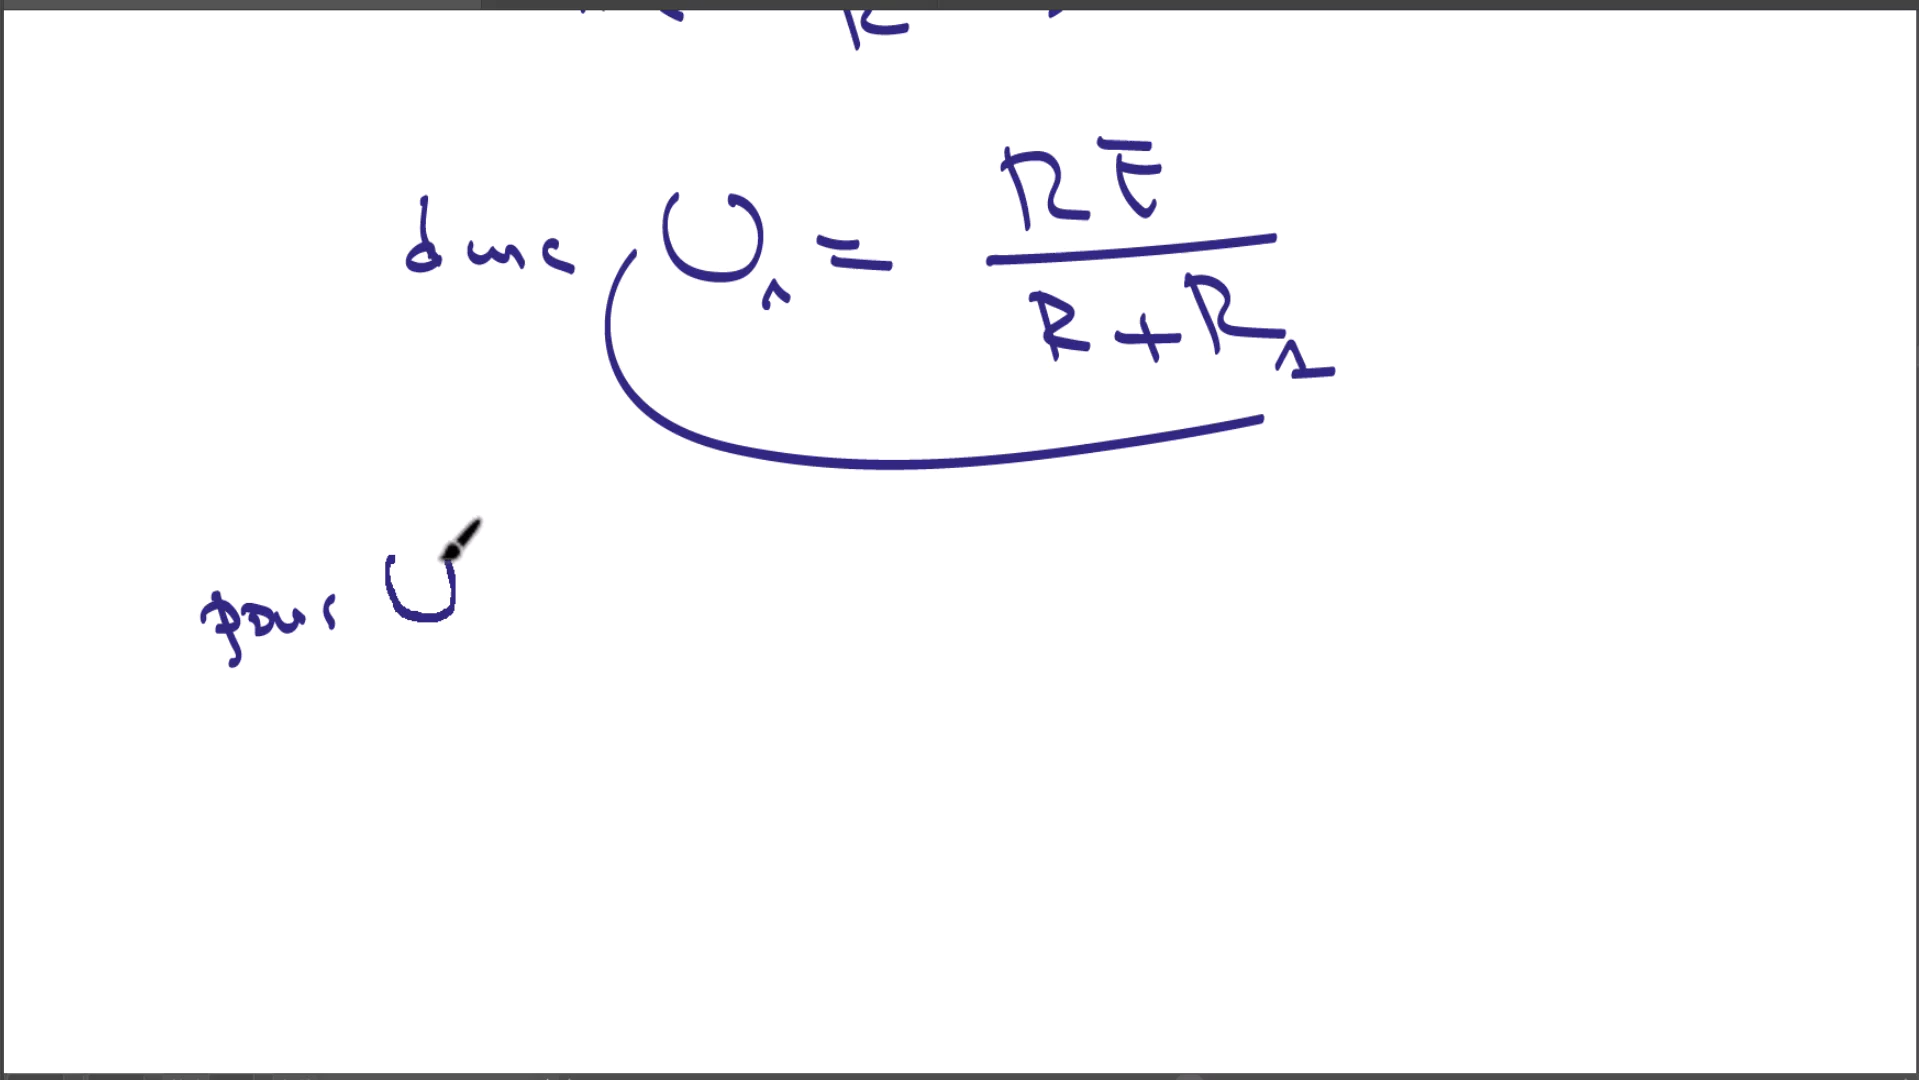 donc U₁ = RE / (R + R₁)
pour U